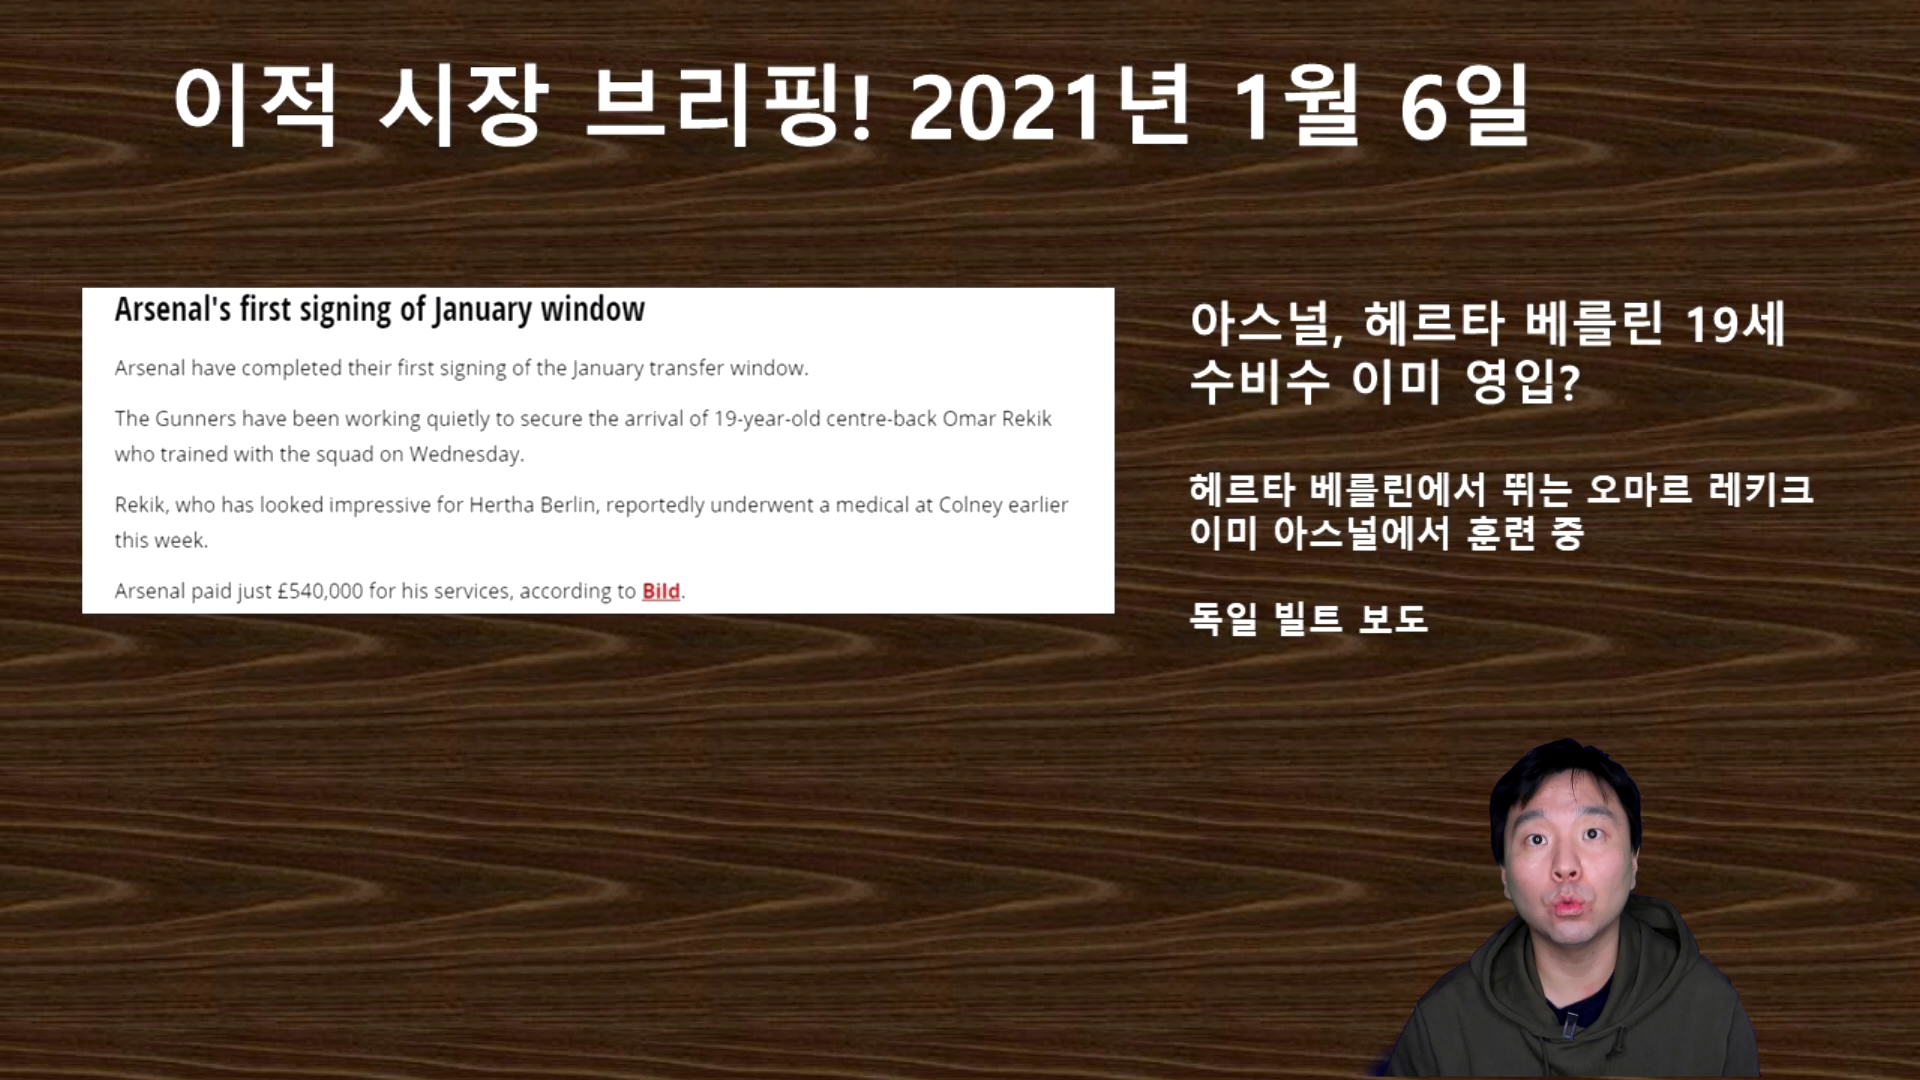 이적 시장 브리핑! 2021년 1월 6일
Arsenal's first signing of January window
Arsenal have completed their first signing of the January transfer window.
The Gunners have been working quietly to secure the arrival of 19-year-old centre-back Omar Rekik
who trained with the squad on Wednesday.
Rekik, who has looked impressive for Hertha Berlin, reportedly underwent a medical at Colney earlier
this week.
Arsenal paid just £540,000 for his services, according to Bild.
아스널, 헤르타 베를린 19세
수비수 이미 영입?
헤르타 베를린에서 뛰는 오마르 레키크
이미 아스널에서 훈련 중
독일 빌트 보도